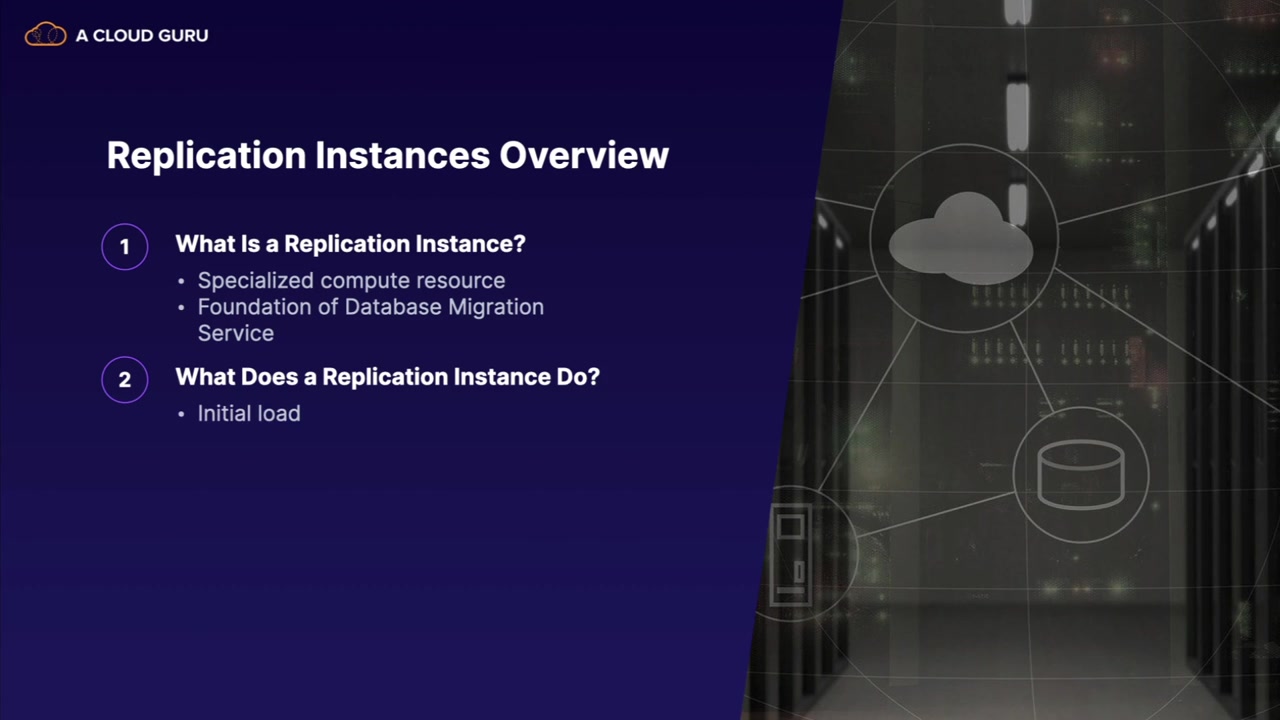 A CLOUD GURU
Replication Instances Overview
1
What Is a Replication Instance?
• Specialized compute resource
• Foundation of Database Migration
Service
2
What Does a Replication Instance Do?
• Initial load